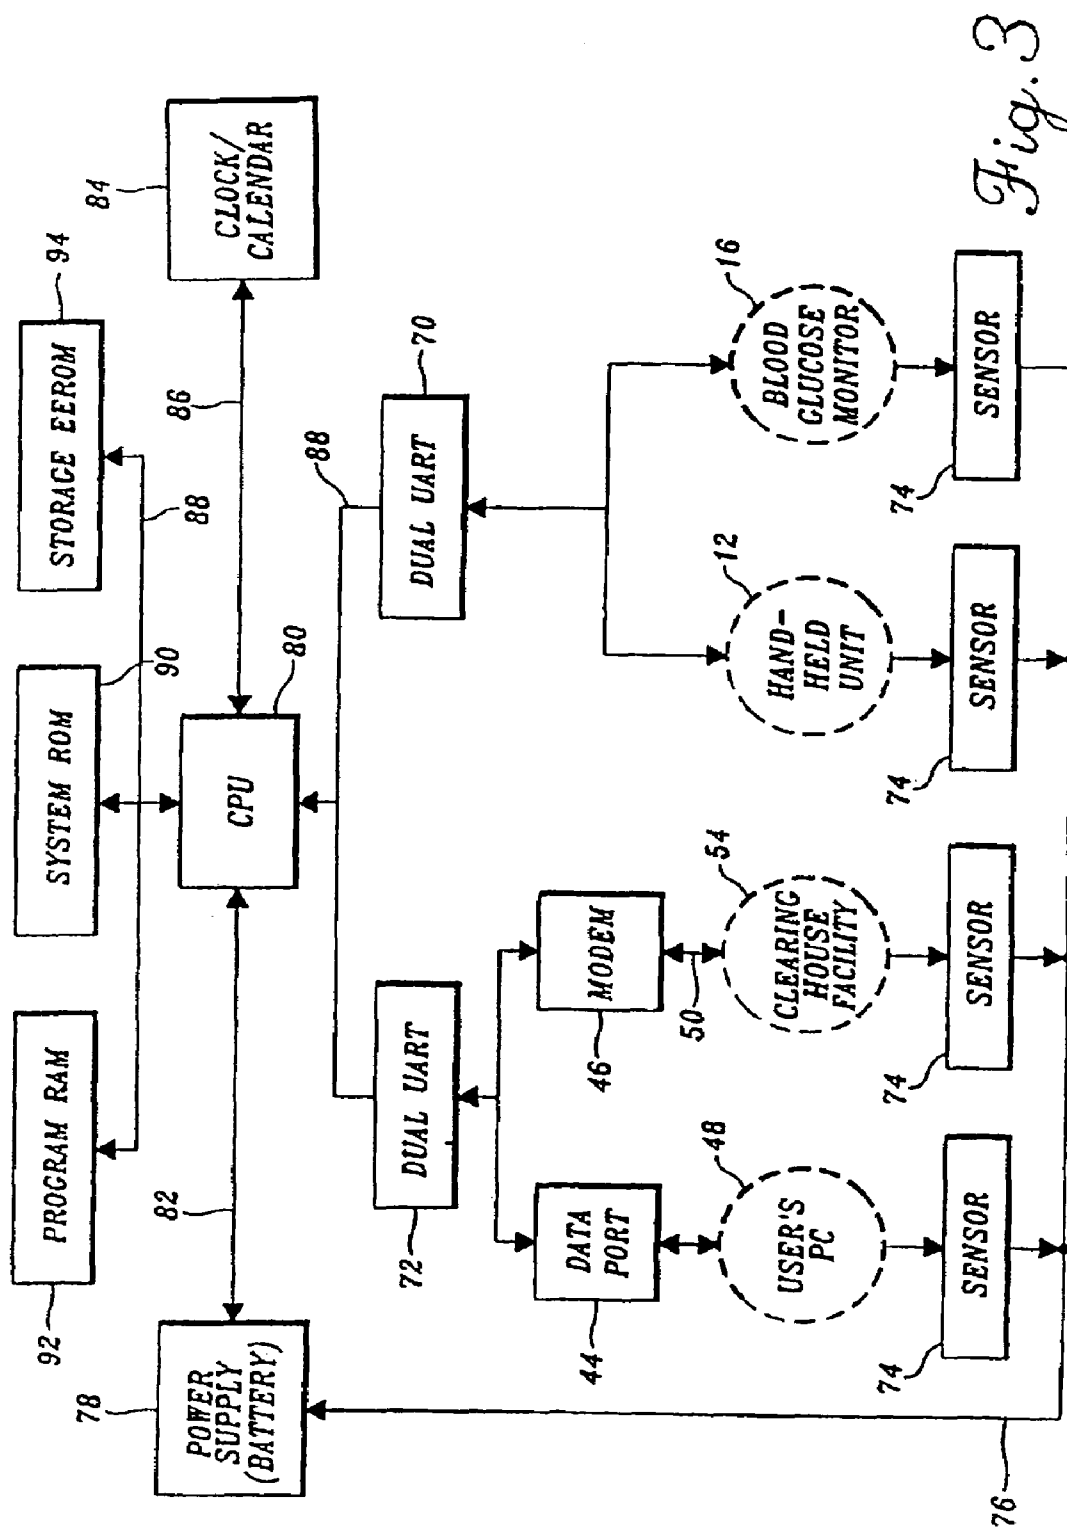 92
PROGRAM RAM
SYSTEM ROM
90
STORAGE EEROM
94
88
78
POWER
SUPPLY
(BATTERY)
82
CPU
80
86
84
CLOCK/
CALENDAR
72
DUAL UART
88
DUAL UART
70
44
DATA
PORT
46
MODEM
50
48
USER'S
PC
54
CLEARING
HOUSE
FACILITY
12
HAND-
HELD
UNIT
16
BLOOD
GLUCOSE
MONITOR
74
SENSOR
74
SENSOR
74
SENSOR
74
SENSOR
76
Fig. 3